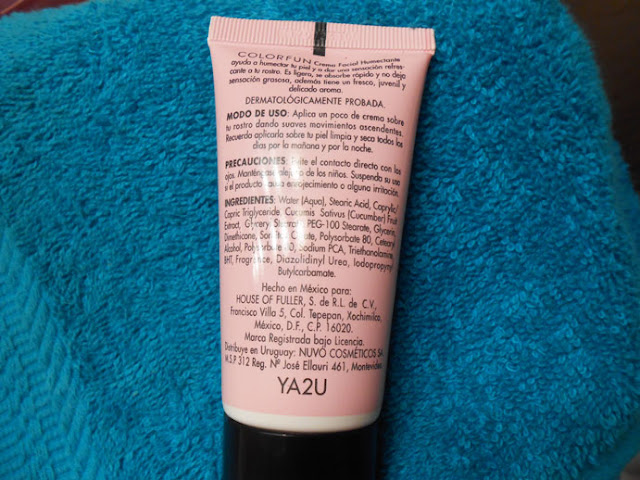 COLORFUN Crema Facial Humectante
ayuda a humectar tu piel y a dar una sensación refres-
cante a tu rostro. Es ligera, se absorbe rápido y no deja
sensación grasosa, además tiene un fresco, juvenil y
delicado aroma.
DERMATOLÓGICAMENTE PROBADA.
MODO DE USO: Aplica un poco de crema sobre
tu rostro dando suaves movimientos ascendentes.
Recuerda aplicarla sobre tu piel limpia y seca todos los
días por la mañana y por la noche.
PRECAUCIONES: Evite el contacto directo con los
ojos. Manténgase lejos de los niños. Suspenda su uso
si el producto causa enrojecimiento o alguna irritación.
INGREDIENTES: Water (Aqua), Stearic Acid, Caprylic/
Capric Triglyceride, Cucumis Sativus (Cucumber) Fruit
Extract, Glyceryl PEG-100 Stearate, Glycerin,
Dimethicone, Polysorbate 80, Cetearyl
Alcohol, Sodium PCA, Triethanolamine,
BHT, Fragrance, Diazolidinyl Urea, Iodopropynyl
Butylcarbamate.
Hecho en México para:
HOUSE OF FULLER, S. de R.L. de C.V.,
Francisco Villa 5, Col. Tepepan, Xochimilco,
México, D.F., C.P. 16020.
Marca Registrada bajo Licencia.
Distribuye en Uruguay: NUVÓ COSMÉTICOS SA.
M.S.P 312 Reg. Nº José Ellauri 461, Montevideo
YA2U